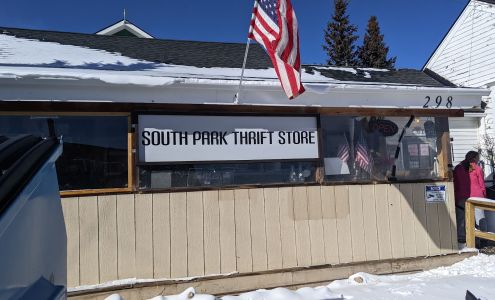 298
SOUTH PARK THRIFT STORE